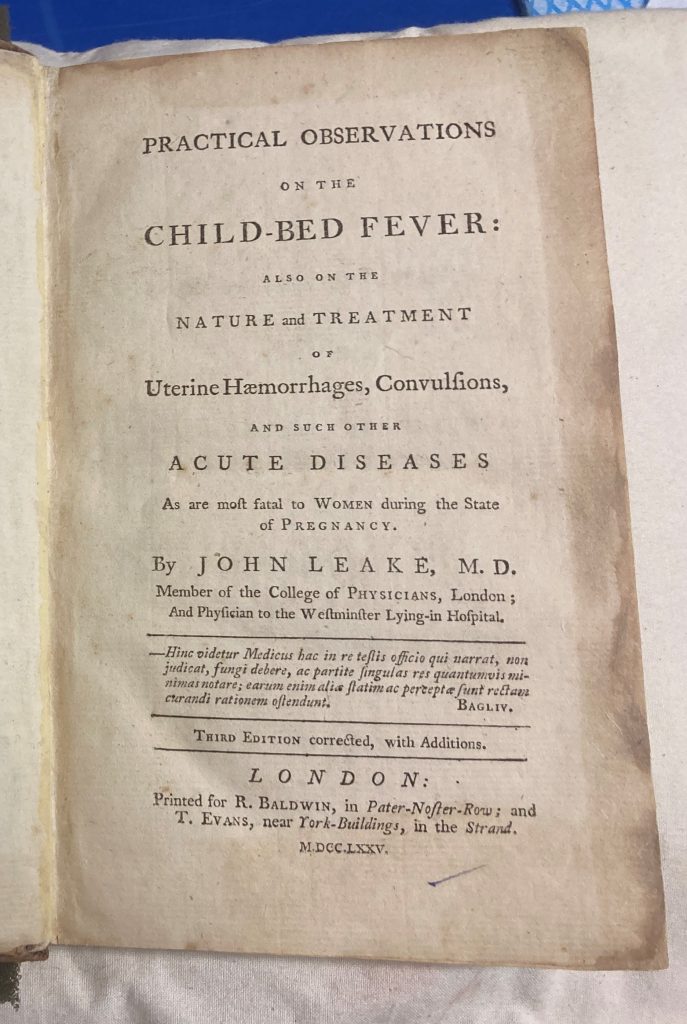 PRACTICAL OBSERVATIONS
ON THE
CHILD-BED FEVER:
ALSO ON THE
NATURE and TREATMENT
OF
Uterine Hæmorrhages, Convulſions,
AND SUCH OTHER
ACUTE DISEASES
As are moſt fatal to WOMEN during the State
of PREGNANCY.
By JOHN LEAKE, M. D.
Member of the College of PHYSICIANS, London;
And Phyſician to the Weſtminſter Lying-in Hoſpital.
—Hinc videtur Medicus hac in re teſtis officio qui narrat, non
judicat, fungi debere, ac partite ſingulas res quantumvis mi-
nimas notare; earum enim aliæ ſtatim ac perceptæ ſunt rectam
curandi rationem oſtendunt. BAGLIV.
THIRD EDITION corrected, with Additions.
LONDON:
Printed for R. BALDWIN, in Pater-Noſter-Row; and
T. EVANS, near York-Buildings, in the Strand.
M.DCC.LXXV.